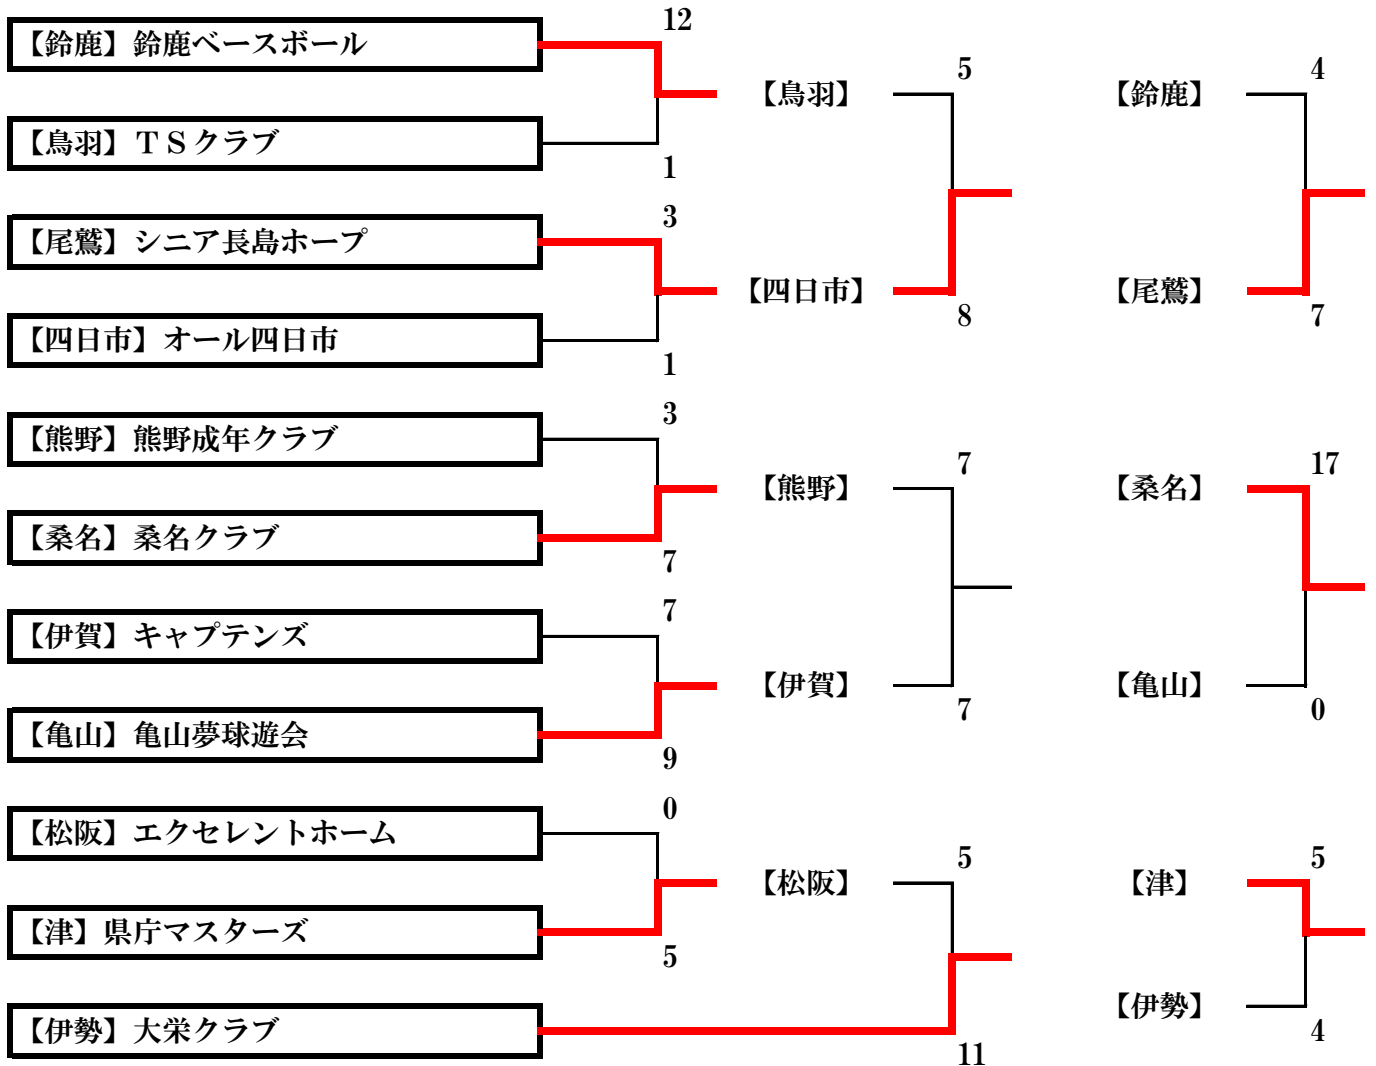 12
【鈴鹿】鈴鹿ベースボール
5
4
【鳥羽】
【鈴鹿】
【鳥羽】ＴＳクラブ
1
3
【尾鷲】シニア長島ホープ
【四日市】
【尾鷲】
8
7
【四日市】オール四日市
1
3
【熊野】熊野成年クラブ
7
17
【熊野】
【桑名】
【桑名】桑名クラブ
7
7
【伊賀】キャプテンズ
【伊賀】
【亀山】
7
0
【亀山】亀山夢球遊会
9
0
【松阪】エクセレントホーム
5
5
【松阪】
【津】
【津】県庁マスターズ
5
【伊勢】
【伊勢】大栄クラブ
4
11